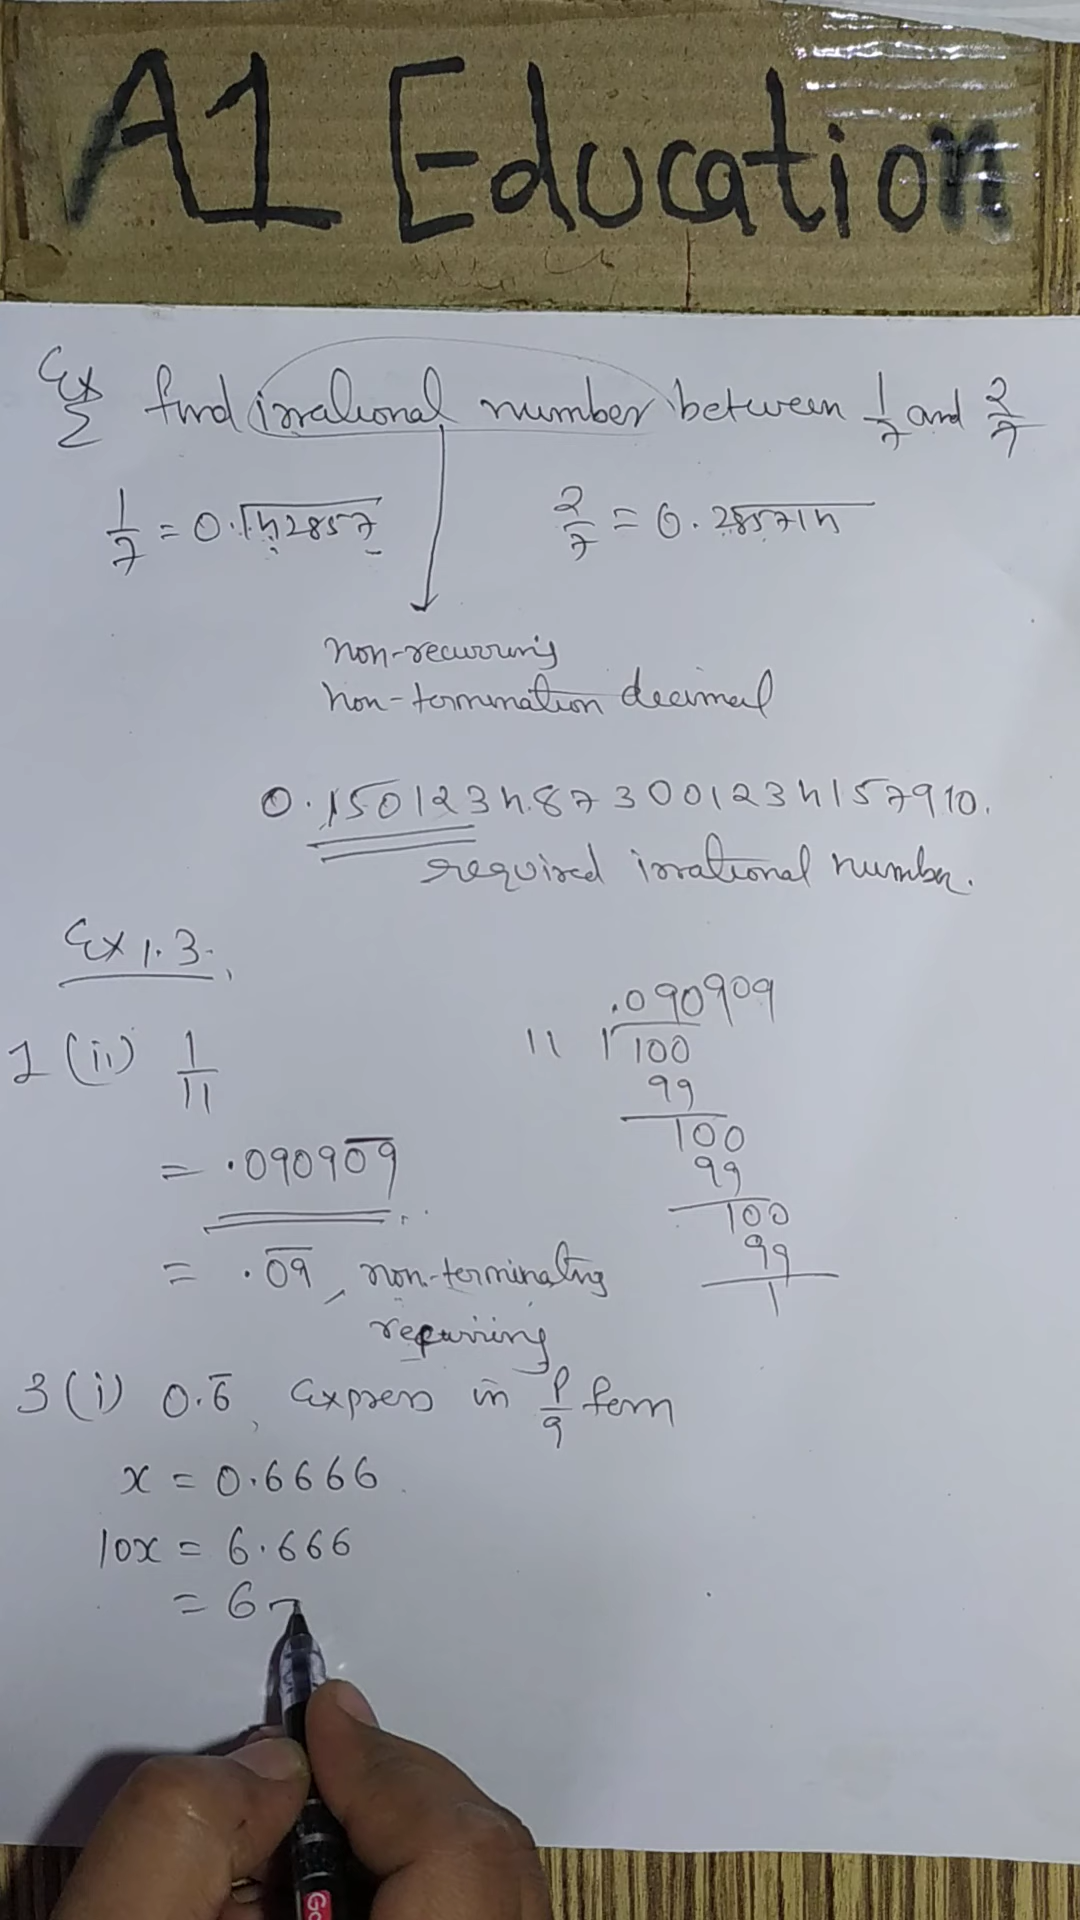 A1 Education
Ex find irrational number between 1/7 and 2/7
1/7 = 0.142857
2/7 = 0.285714
non-recurring
non-termination decimal
0.1501234873001234157910.
required irrational number.
Ex 1.3.
1 (ii) 1/11
.090909
11 100
99
100
99
100
99
1
= .090909
= .09, non-terminating
recurring
3 (i) 0.6, express in p/q form
x = 0.6666
10x = 6.666
= 6
Go